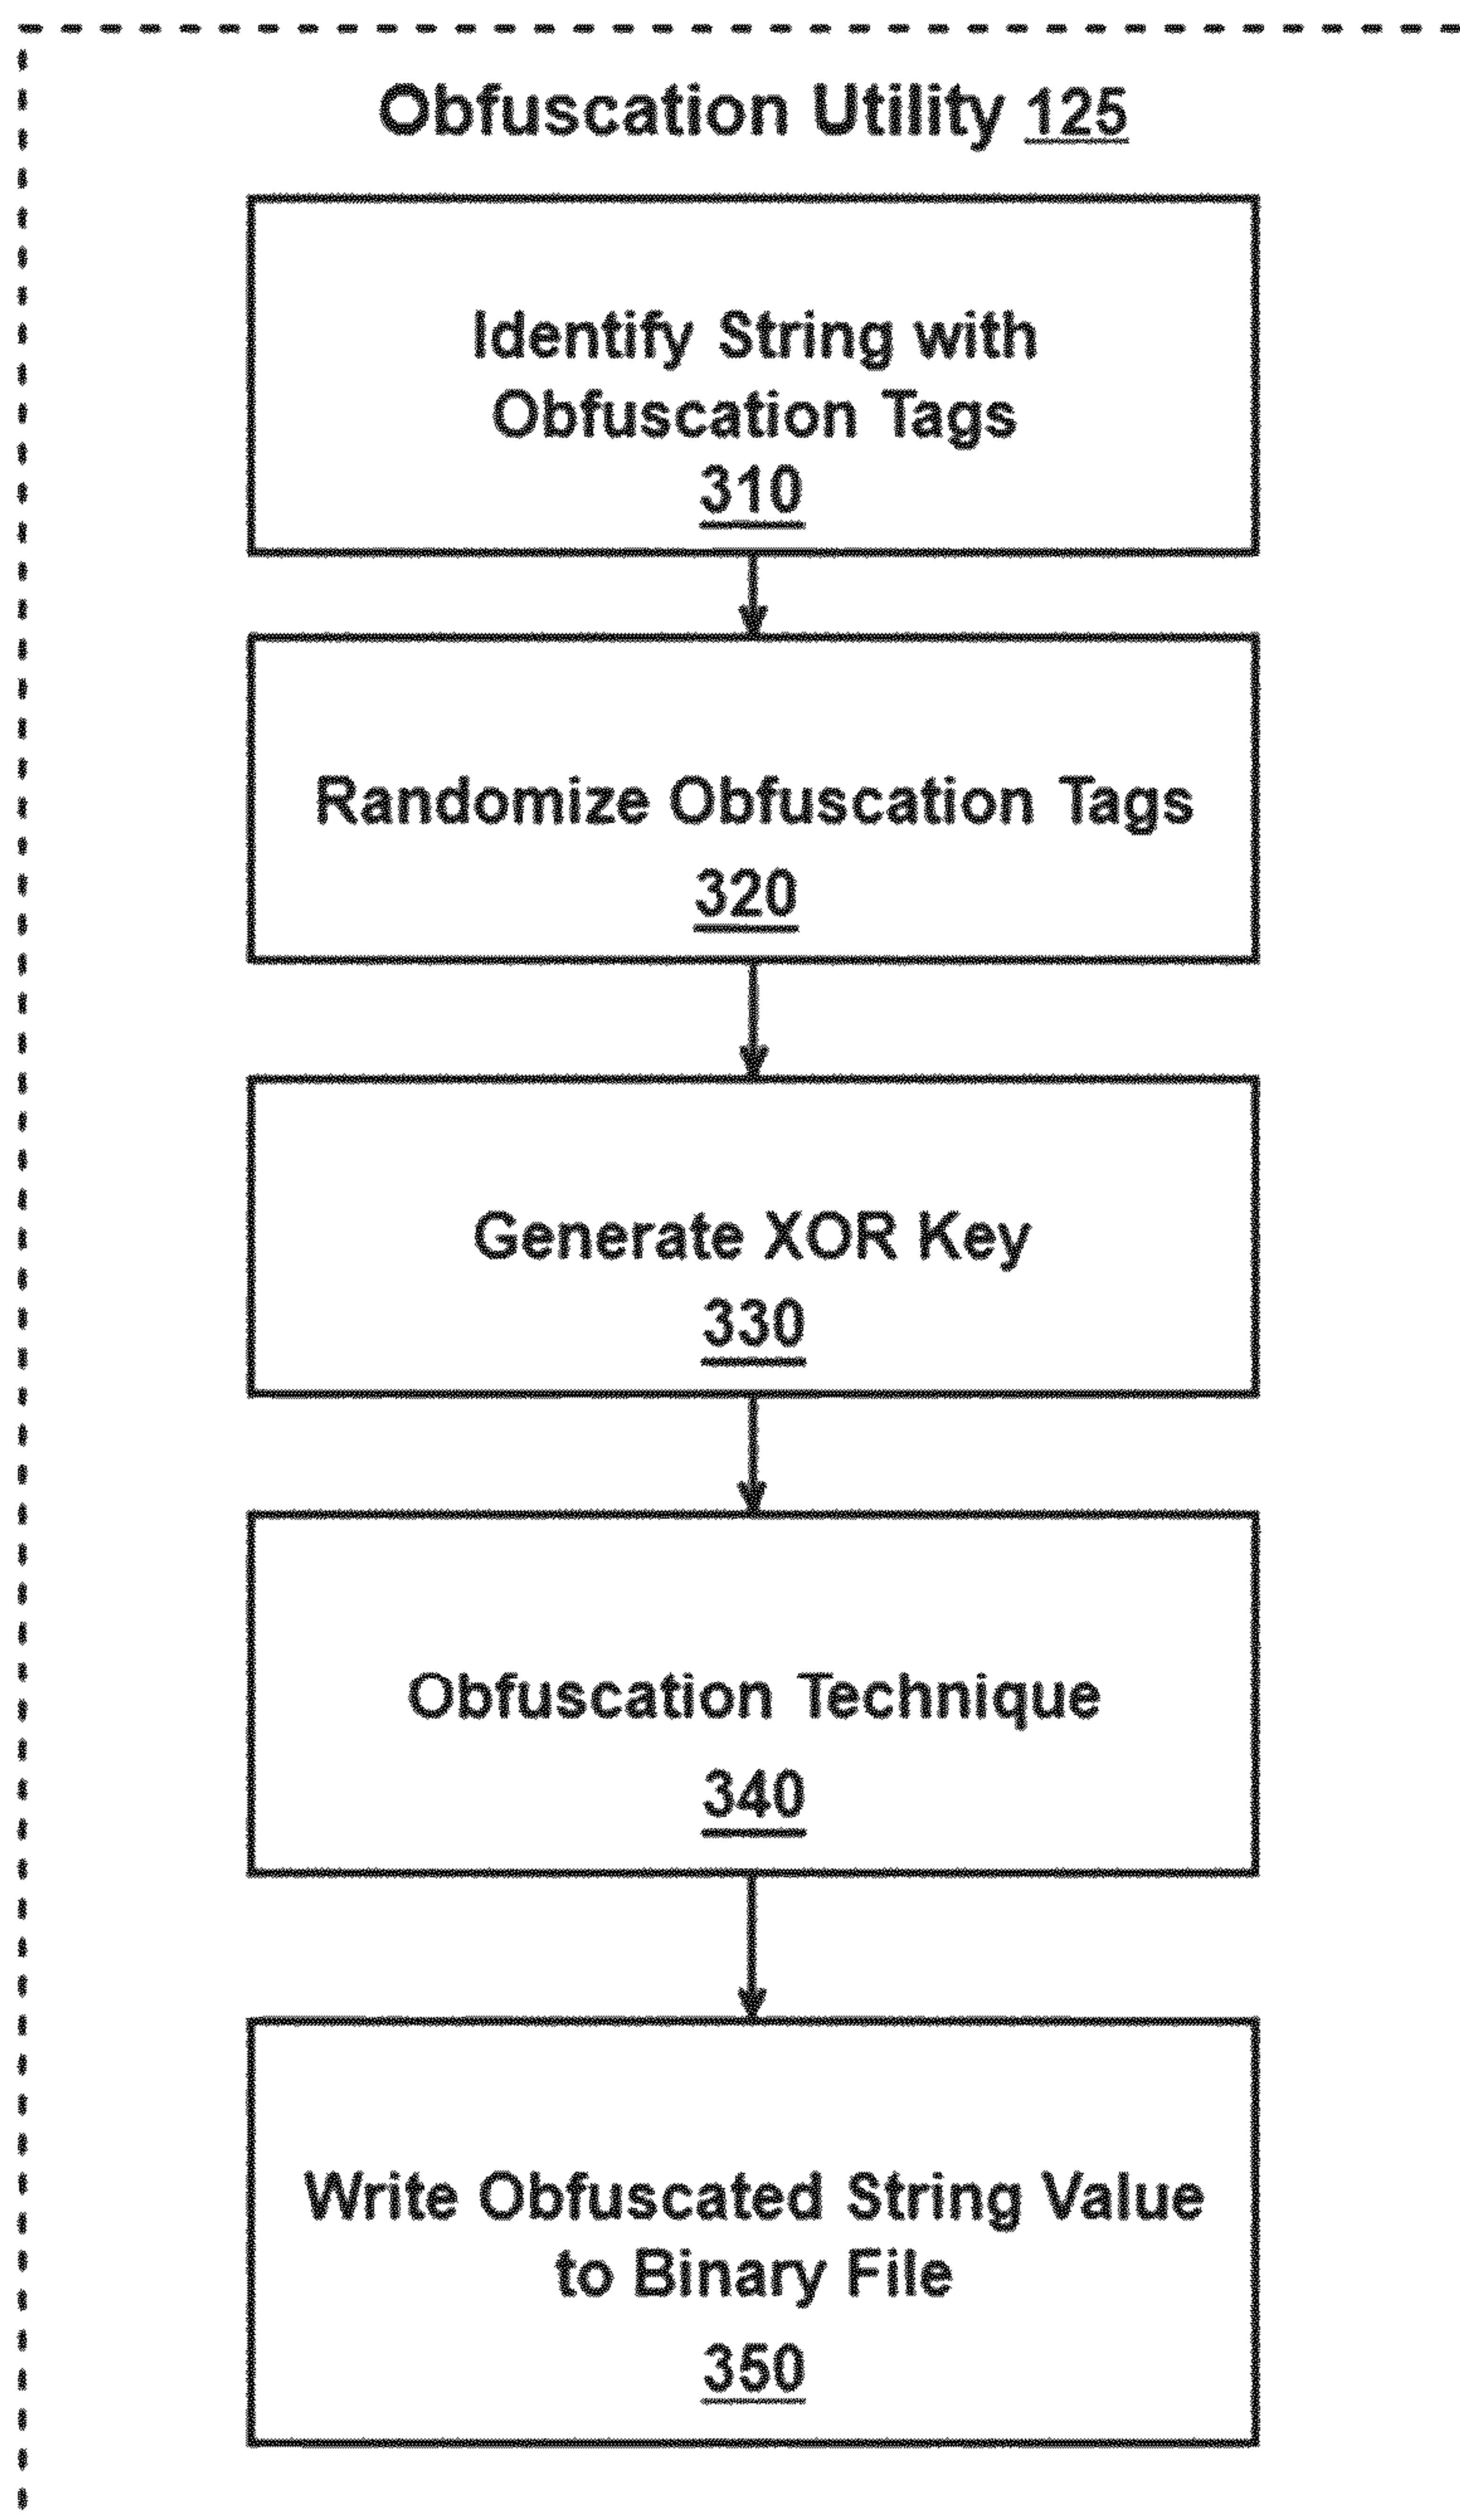 Obfuscation Utility 125
Identify String with
Obfuscation Tags
310
Randomize Obfuscation Tags
320
Generate XOR Key
330
Obfuscation Technique
340
Write Obfuscated String Value
to Binary File
350